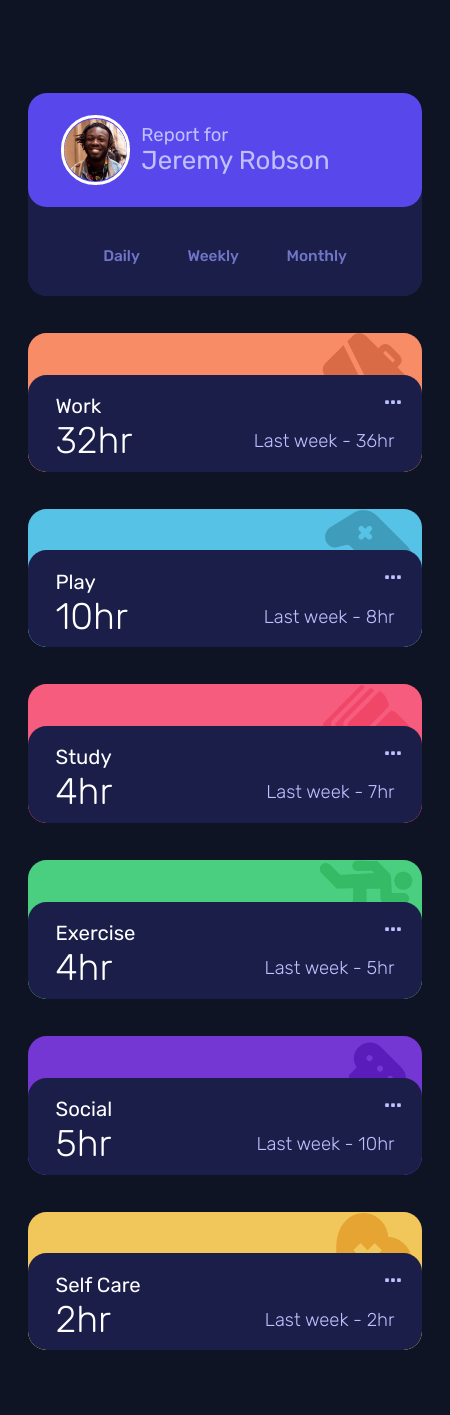 Report for
Jeremy Robson
Daily Weekly Monthly
Work
32hr Last week - 36hr
Play
10hr Last week - 8hr
Study
4hr Last week - 7hr
Exercise
4hr Last week - 5hr
Social
5hr Last week - 10hr
Self Care
2hr Last week - 2hr